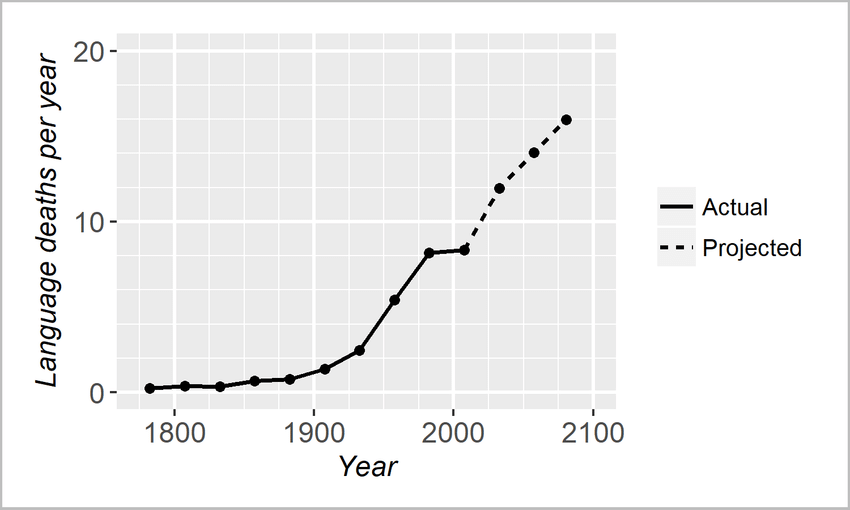 Language deaths per year
20
10
0
1800 1900 2000 2100
Year
Actual
Projected